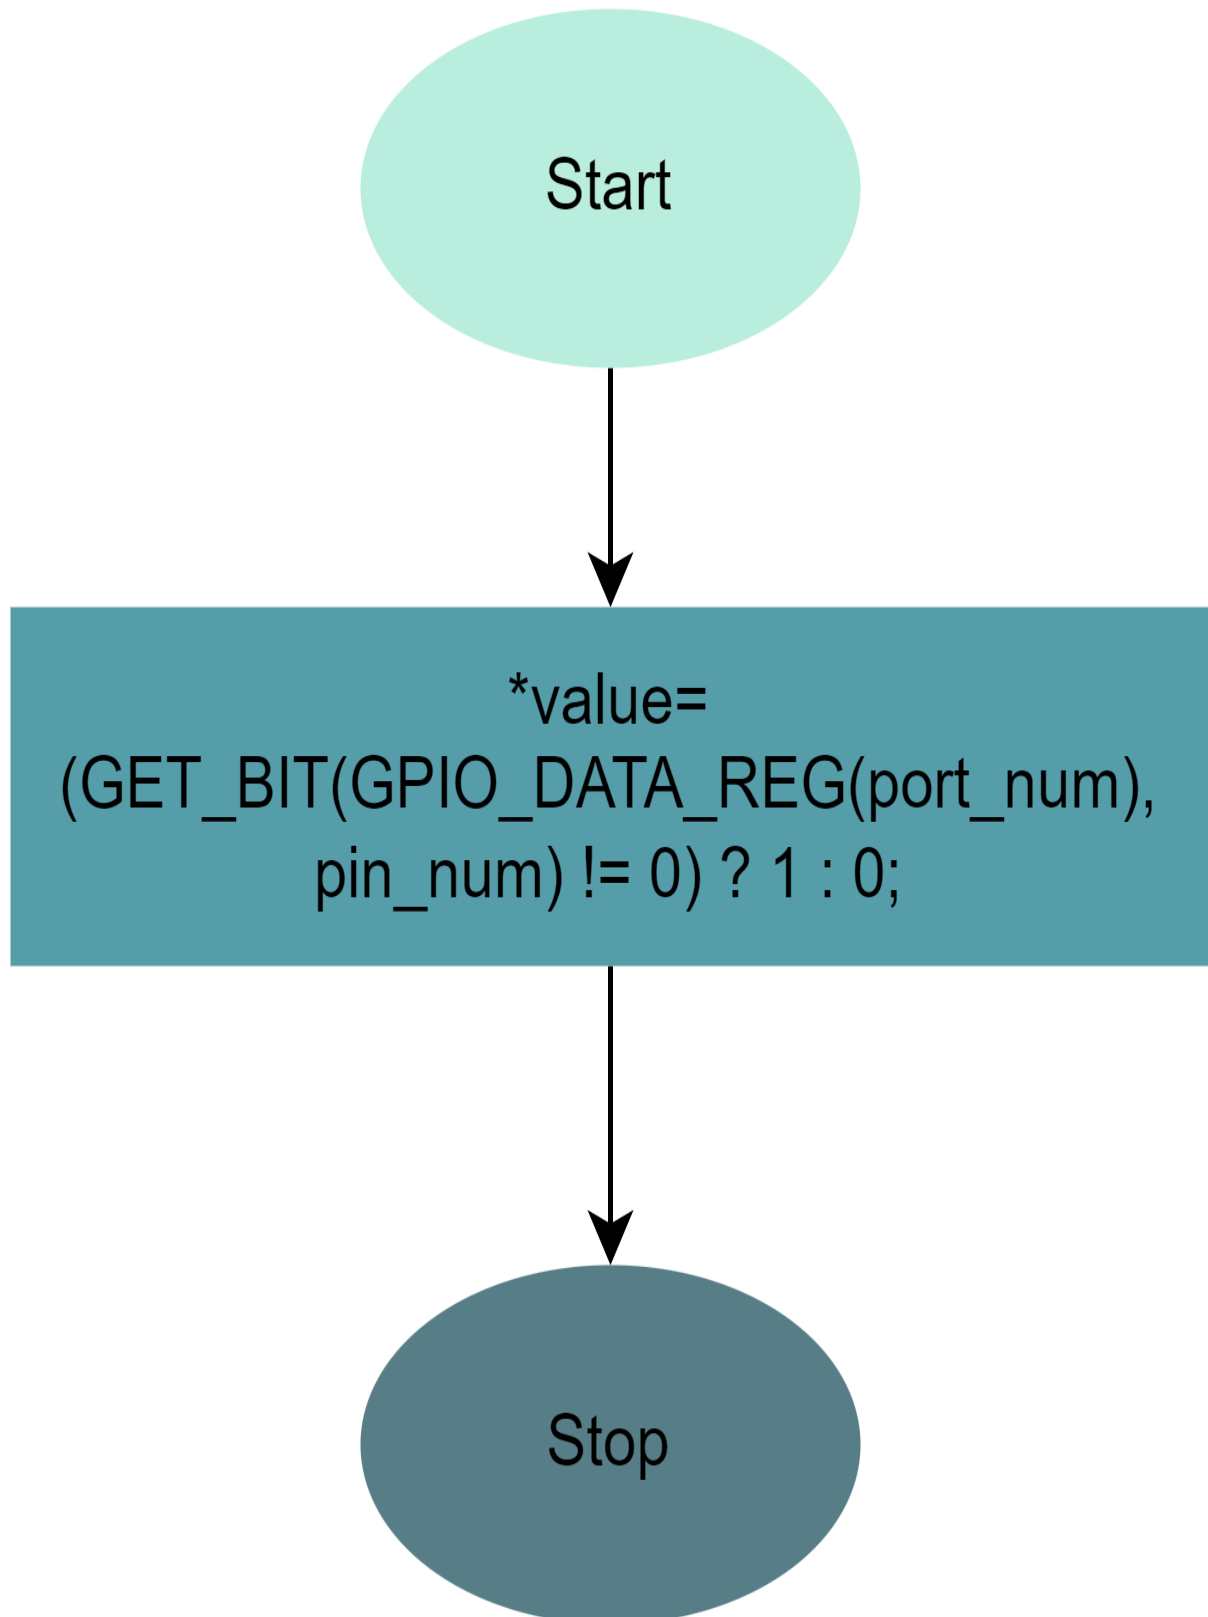 Start
*value=
(GET_BIT(GPIO_DATA_REG(port_num),
pin_num) != 0) ? 1 : 0;
Stop